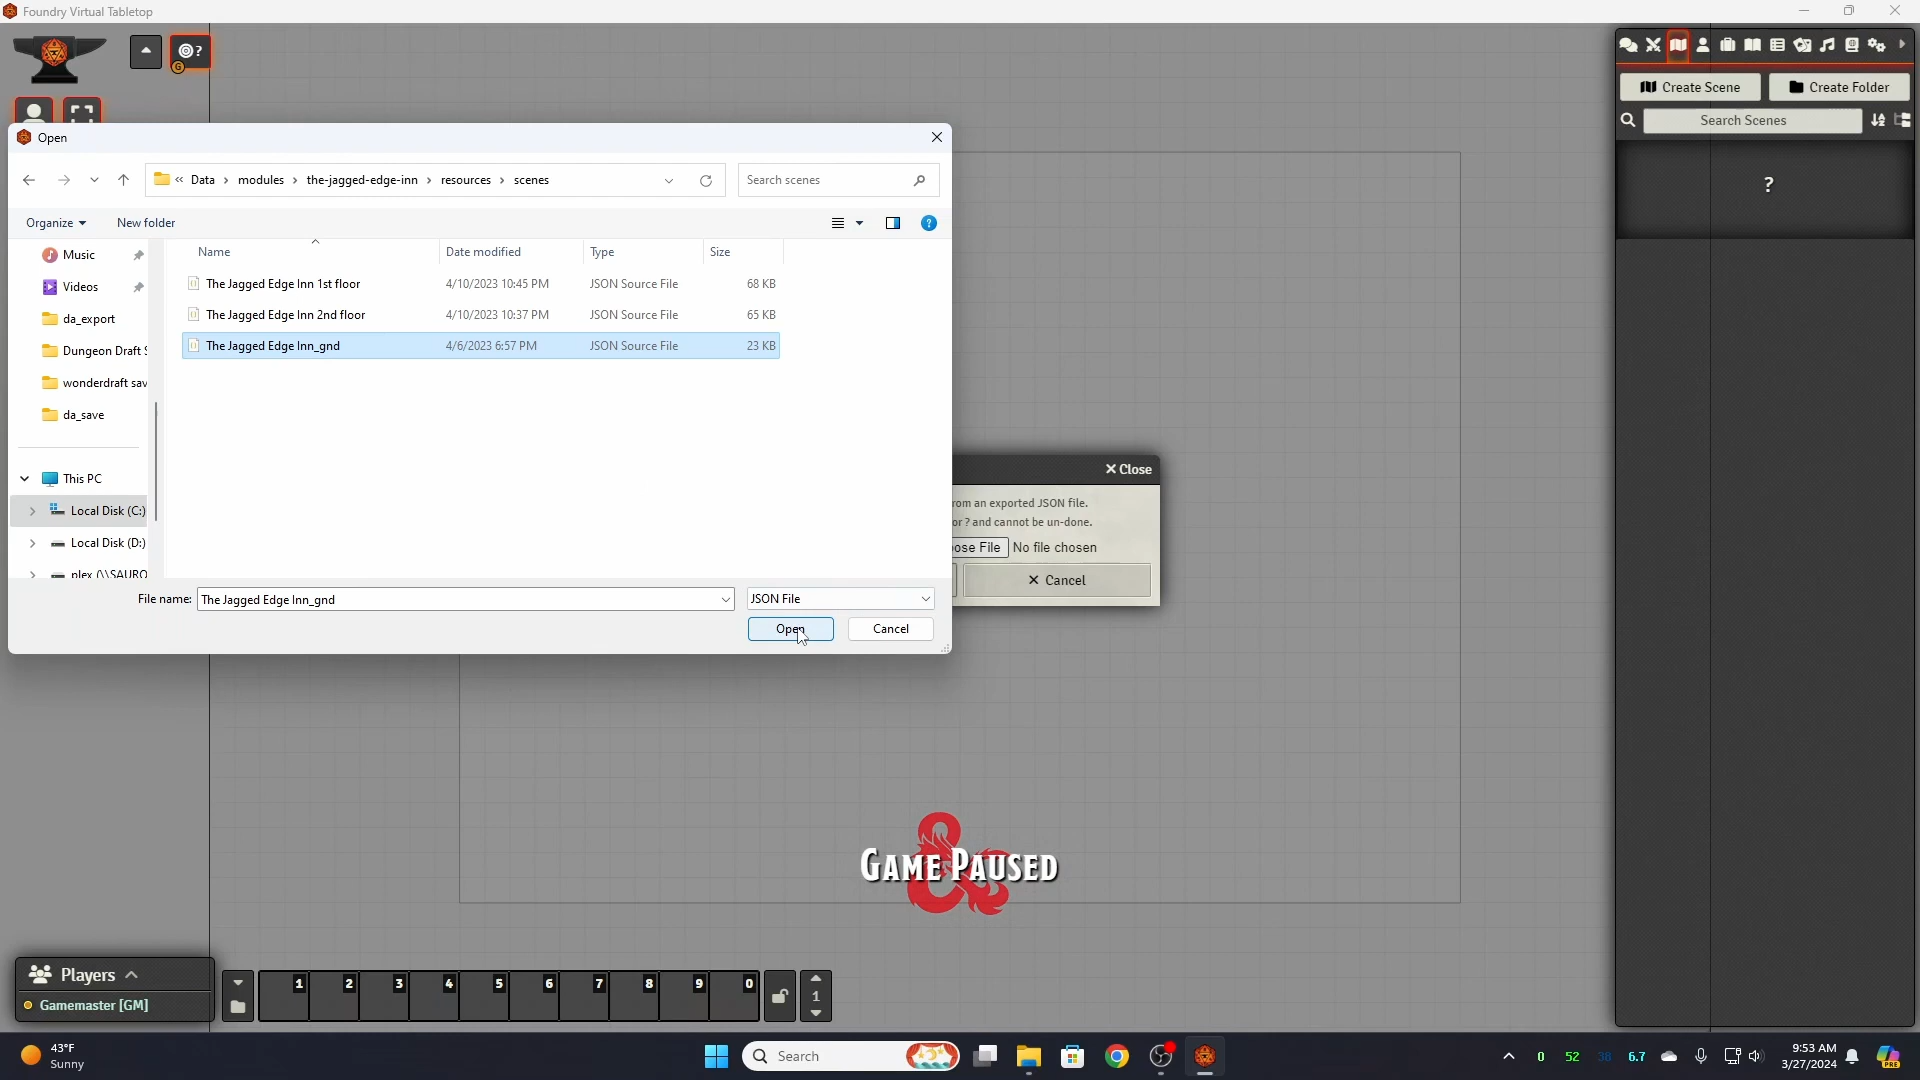 Foundry Virtual Tabletop
?
G
Create Scene
Create Folder
Search Scenes
?
Open
« Data › modules › the-jagged-edge-inn › resources › scenes
Search scenes
Organize
New folder
?
Name
Date modified
Type
Size
Music
Videos
da_export
Dungeon Draft S
wonderdraft sav
da_save
This PC
Local Disk (C:)
Local Disk (D:)
plex (\\SAURO
The Jagged Edge Inn 1st floor 4/10/2023 10:45 PM JSON Source File 68 KB
The Jagged Edge Inn 2nd floor 4/10/2023 10:37 PM JSON Source File 65 KB
The Jagged Edge Inn_gnd 4/6/2023 6:57 PM JSON Source File 23 KB
File name: The Jagged Edge Inn_gnd
JSON File
Open
Cancel
Close
rom an exported JSON file.
or ? and cannot be un-done.
ose File No file chosen
Cancel
GAME PAUSED
Players
Gamemaster [GM]
1 2 3 4 5 6 7 8 9 0
1
43°F
Sunny
Search
0 52 38 6.7
9:53 AM
3/27/2024
PRE